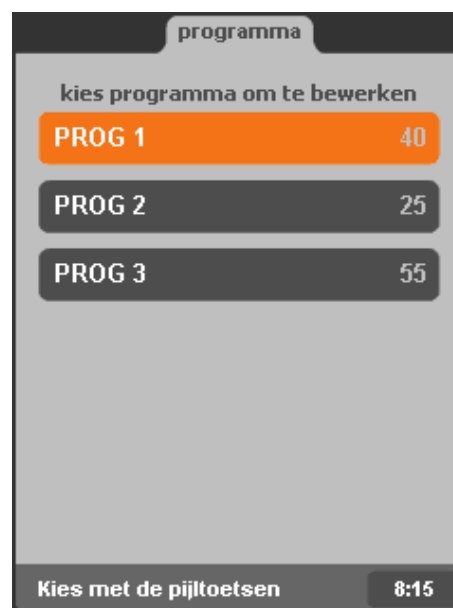 programma
kies programma om te bewerken
PROG 1 40
PROG 2 25
PROG 3 55
Kies met de pijltoetsen 8:15